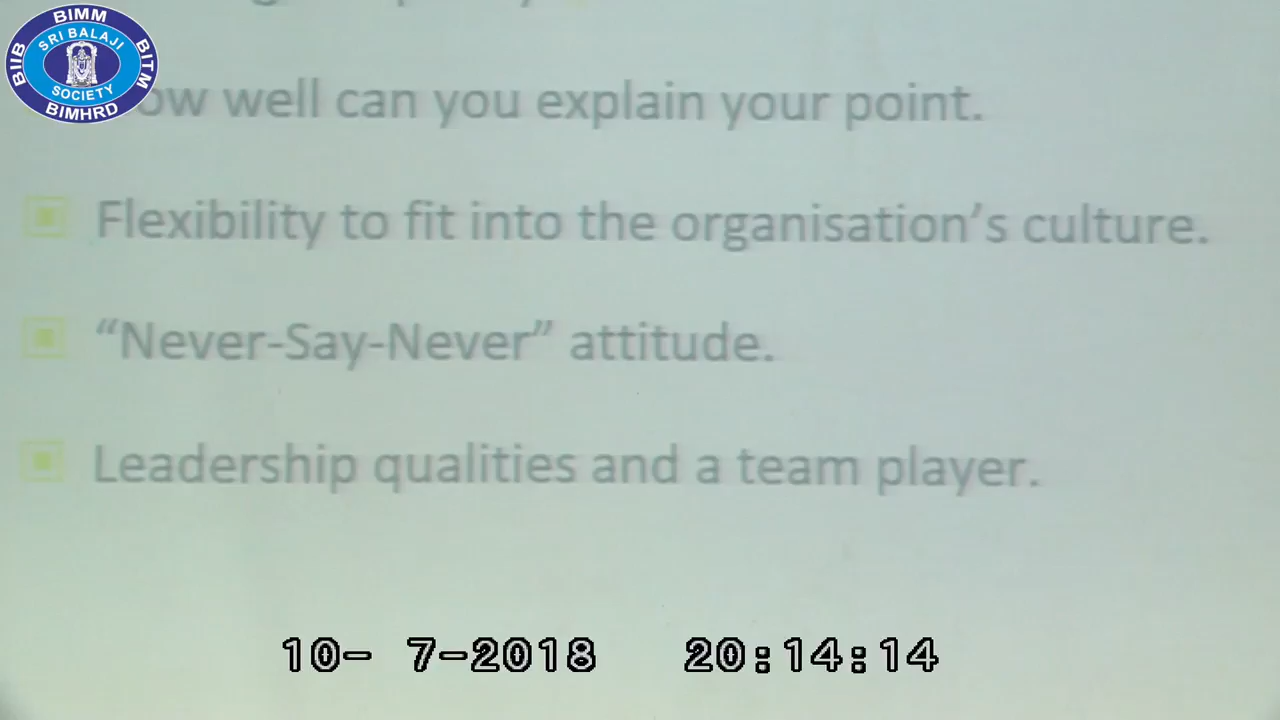 BIMM
SRI BALAJI
BIIB
BITM
SOCIETY
BIMHRD
ow well can you explain your point.
Flexibility to fit into the organisation’s culture.
“Never-Say-Never” attitude.
Leadership qualities and a team player.
10- 7-2018 20:14:14